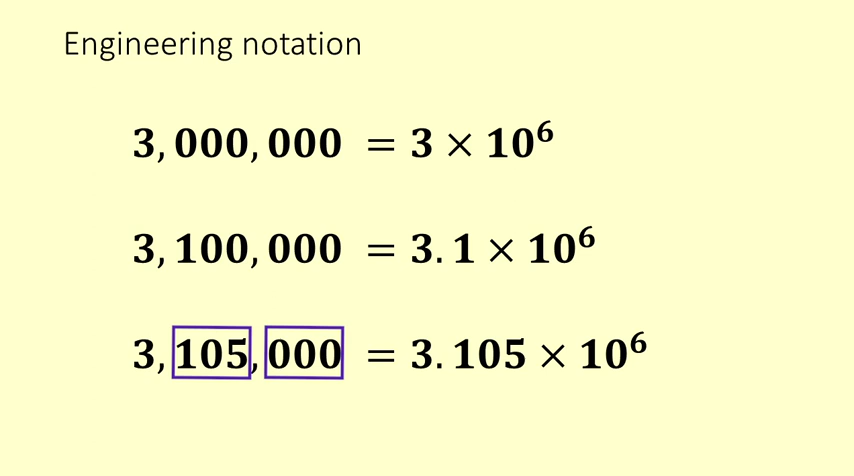 Engineering notation
3,000,000 = 3 × 10⁶
3,100,000 = 3.1 × 10⁶
3,105,000 = 3.105 × 10⁶